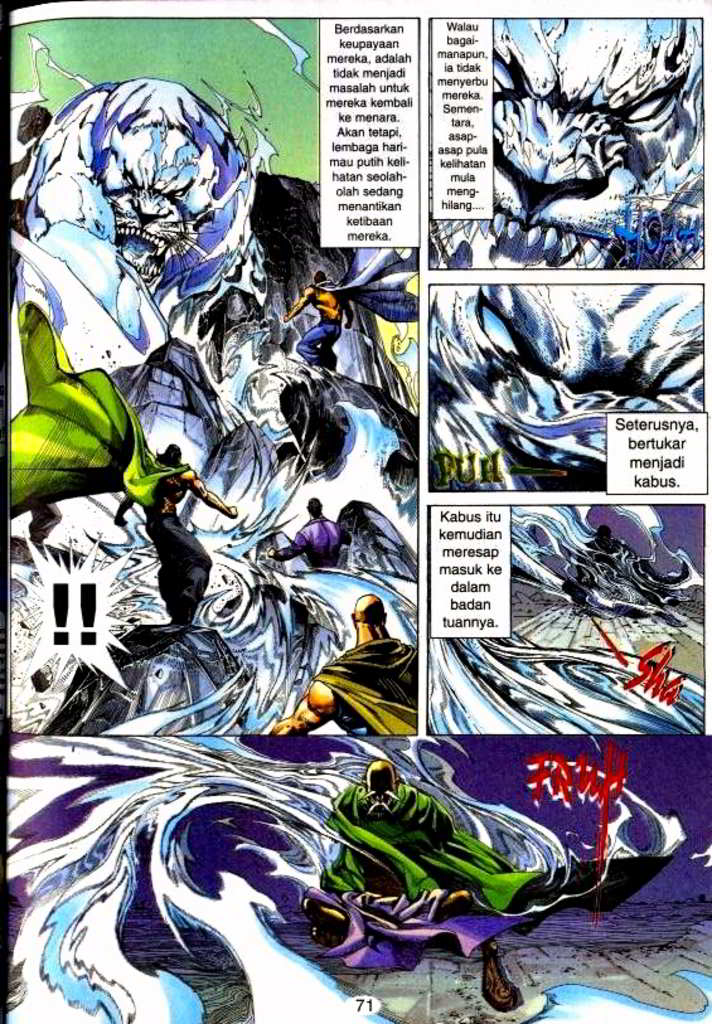 Berdasarkan
keupayaan
mereka, adalah
tidak menjadi
masalah untuk
mereka kembali
ke menara.
Akan tetapi,
lembaga hari-
mau putih keli-
hatan seolah-
olah sedang
menantikan
ketibaan
mereka.
!!
Walau
bagai-
manapun,
ia tidak
menyerbu
mereka.
Semen-
tara,
asap-
asap pula
kelihatan
mula
meng-
hilang....
Seterusnya,
bertukar
menjadi
kabus.
PUH
Kabus itu
kemudian
meresap
masuk ke
dalam
badan
tuannya.
Sha
FRUH
71